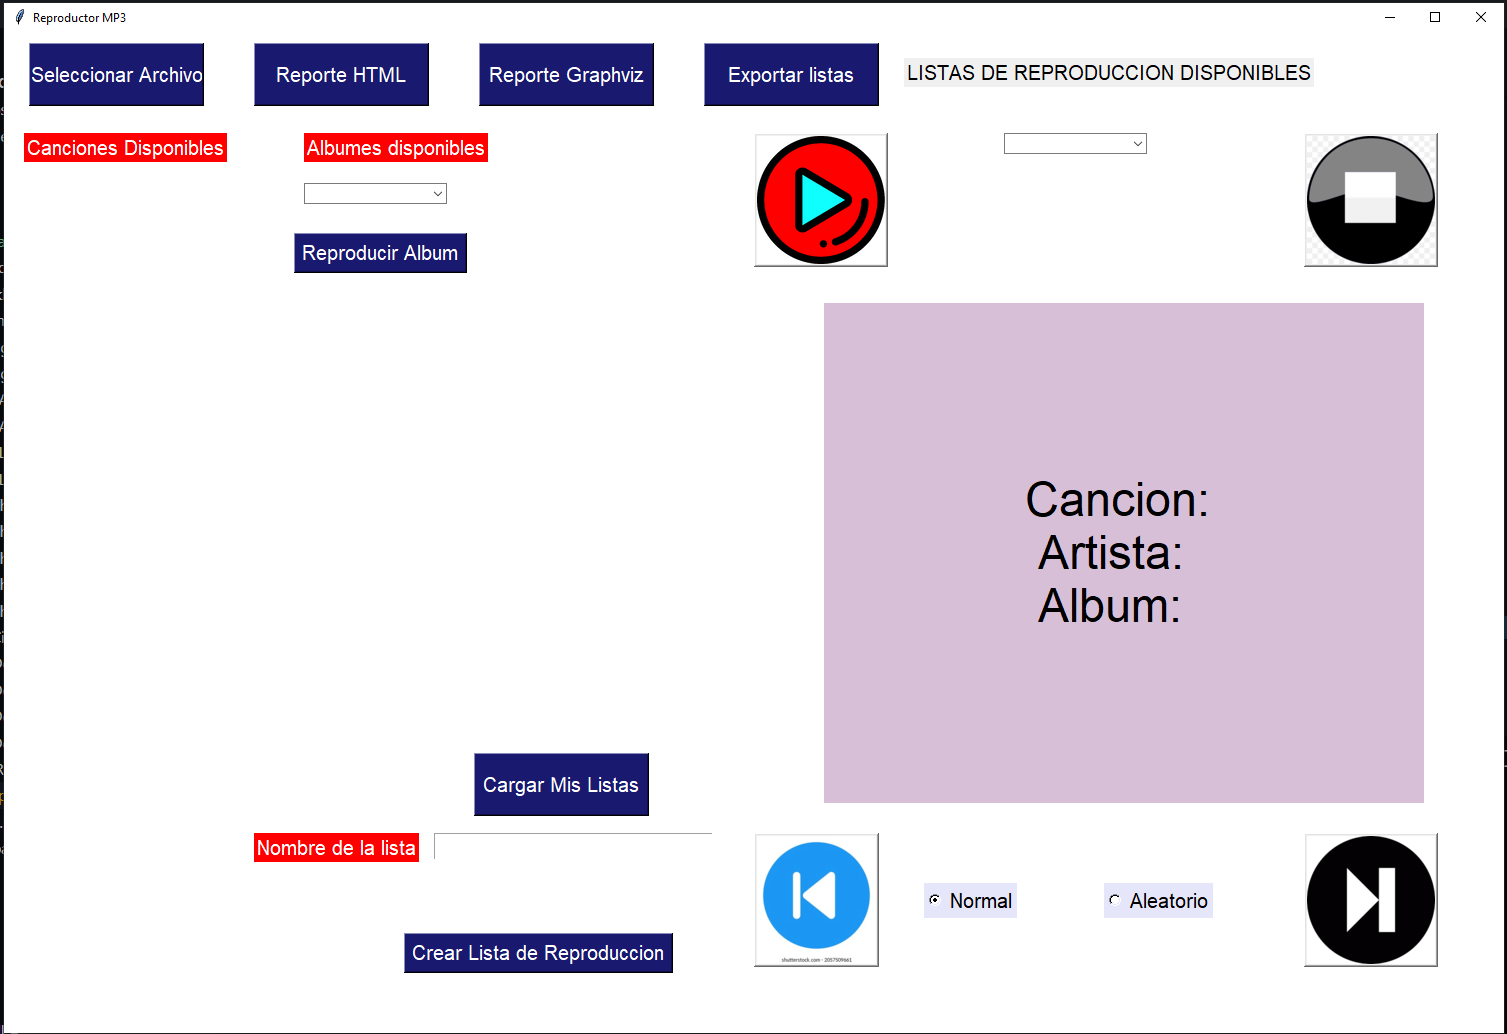 Reproductor MP3
Seleccionar Archivo
Reporte HTML
Reporte Graphviz
Exportar listas
LISTAS DE REPRODUCCION DISPONIBLES
Canciones Disponibles
Albumes disponibles
Reproducir Album
Cancion:
Artista:
Album:
Cargar Mis Listas
Nombre de la lista
Normal
Aleatorio
shutterstock.com · 2057509661
Crear Lista de Reproduccion